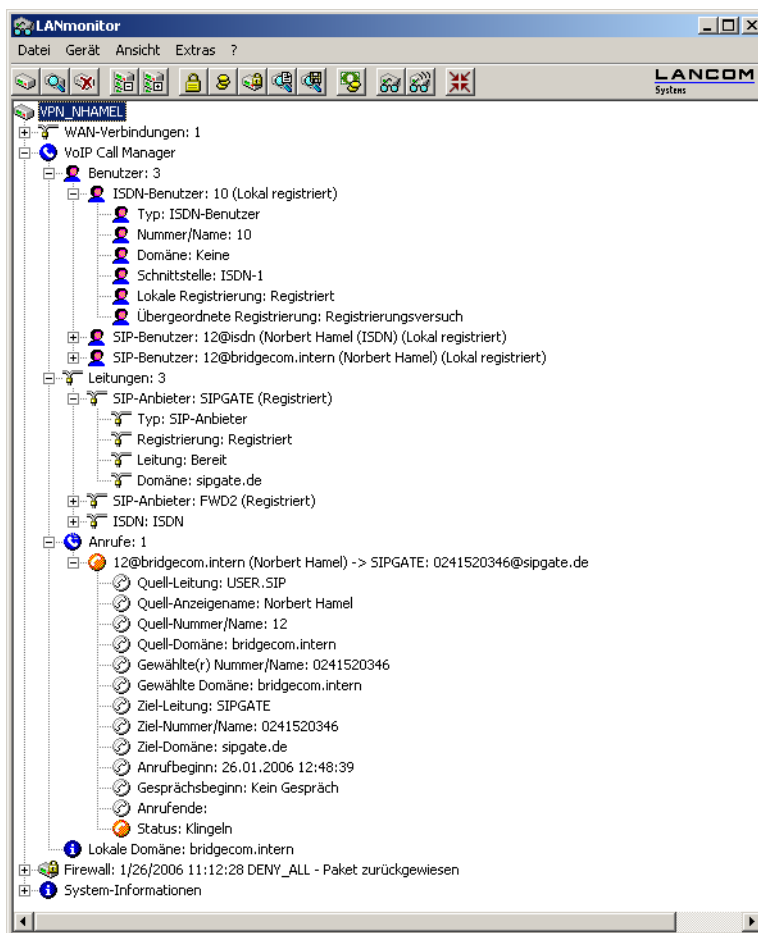 LANmonitor
Datei Gerät Ansicht Extras ?
LANCOM
Systems
VPN_NHAMEL
WAN-Verbindungen: 1
VoIP Call Manager
Benutzer: 3
ISDN-Benutzer: 10 (Lokal registriert)
Typ: ISDN-Benutzer
Nummer/Name: 10
Domäne: Keine
Schnittstelle: ISDN-1
Lokale Registrierung: Registriert
Übergeordnete Registrierung: Registrierungsversuch
SIP-Benutzer: 12@isdn (Norbert Hamel (ISDN) (Lokal registriert)
SIP-Benutzer: 12@bridgecom.intern (Norbert Hamel) (Lokal registriert)
Leitungen: 3
SIP-Anbieter: SIPGATE (Registriert)
Typ: SIP-Anbieter
Registrierung: Registriert
Leitung: Bereit
Domäne: sipgate.de
SIP-Anbieter: FWD2 (Registriert)
ISDN: ISDN
Anrufe: 1
12@bridgecom.intern (Norbert Hamel) -> SIPGATE: 0241520346@sipgate.de
Quell-Leitung: USER.SIP
Quell-Anzeigename: Norbert Hamel
Quell-Nummer/Name: 12
Quell-Domäne: bridgecom.intern
Gewählte(r) Nummer/Name: 0241520346
Gewählte Domäne: bridgecom.intern
Ziel-Leitung: SIPGATE
Ziel-Nummer/Name: 0241520346
Ziel-Domäne: sipgate.de
Anrufbeginn: 26.01.2006 12:48:39
Gesprächsbeginn: Kein Gespräch
Anrufende:
Status: Klingeln
Lokale Domäne: bridgecom.intern
Firewall: 1/26/2006 11:12:28 DENY_ALL - Paket zurückgewiesen
System-Informationen